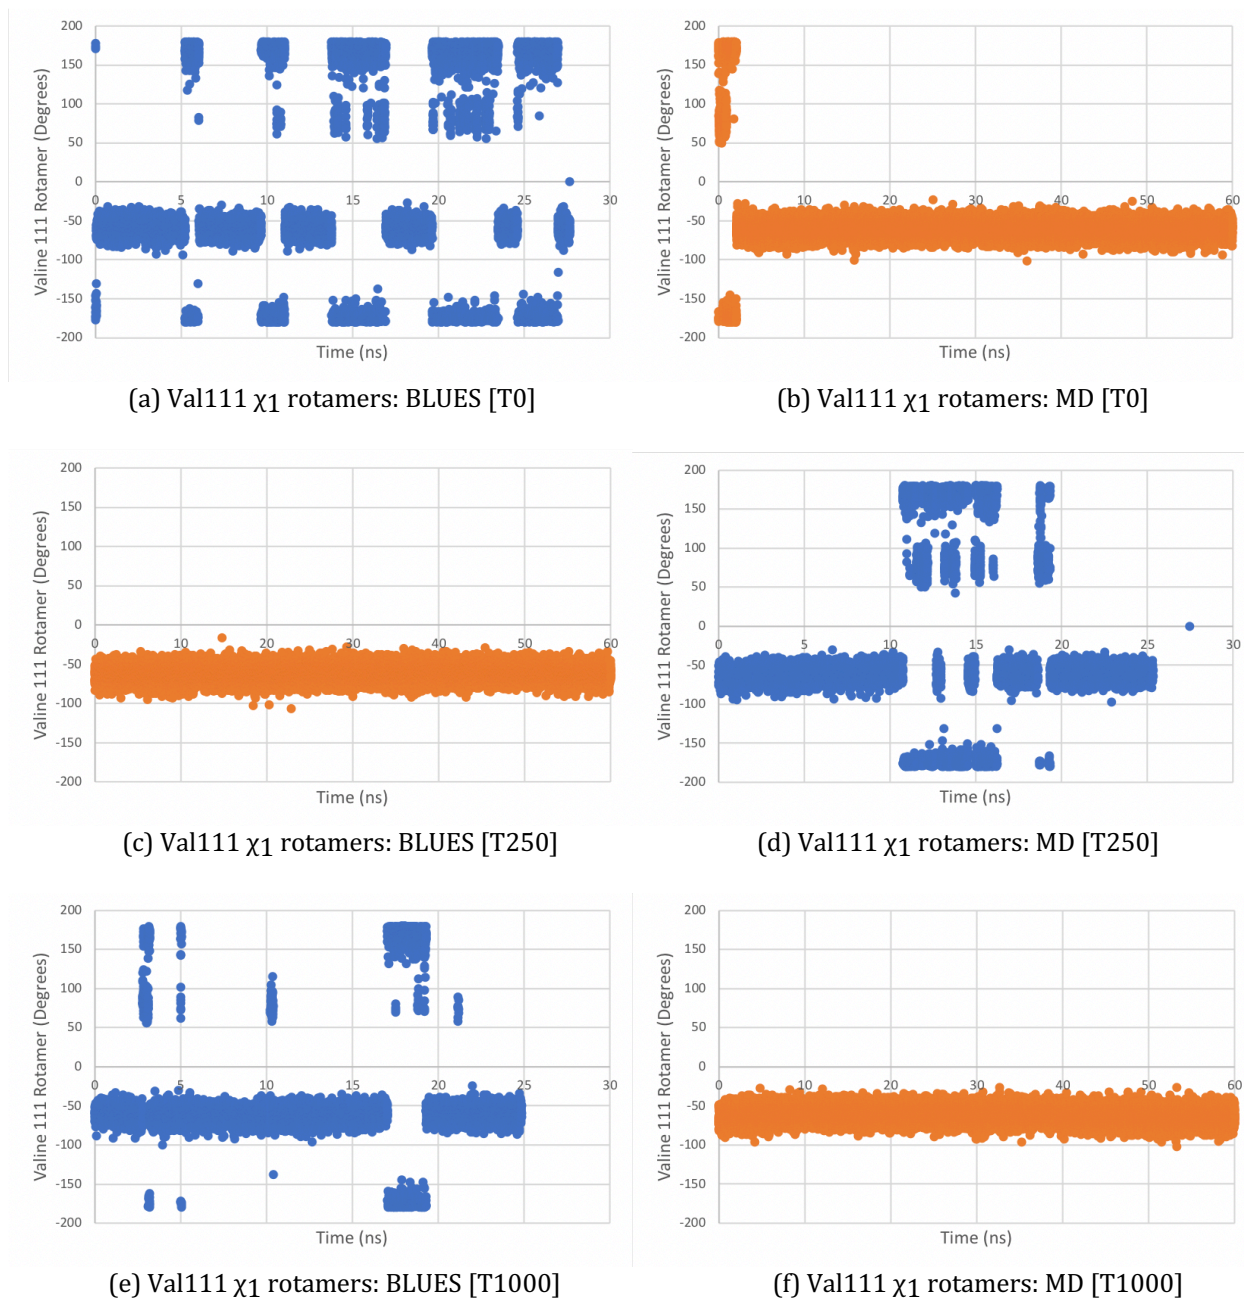 200
150
100
50
0
-50
-100
-150
-200
0 5 10 15 20 25 30
Valine 111 Rotamer (Degrees)
Time (ns)
(a) Val111 χ1 rotamers: BLUES [T0]
200
150
100
50
0
-50
-100
-150
-200
0 10 20 30 40 50 60
Valine 111 Rotamer (Degrees)
Time (ns)
(b) Val111 χ1 rotamers: MD [T0]
200
150
100
50
0
-50
-100
-150
-200
0 10 20 30 40 50 60
Valine 111 Rotamer (Degrees)
Time (ns)
(c) Val111 χ1 rotamers: BLUES [T250]
200
150
100
50
0
-50
-100
-150
-200
0 5 10 15 20 25 30
Valine 111 Rotamer (Degrees)
Time (ns)
(d) Val111 χ1 rotamers: MD [T250]
200
150
100
50
0
-50
-100
-150
-200
0 5 10 15 20 25 30
Valine 111 Rotamer (Degrees)
Time (ns)
(e) Val111 χ1 rotamers: BLUES [T1000]
200
150
100
50
0
-50
-100
-150
-200
0 10 20 30 40 50 60
Valine 111 Rotamer (Degrees)
Time (ns)
(f) Val111 χ1 rotamers: MD [T1000]